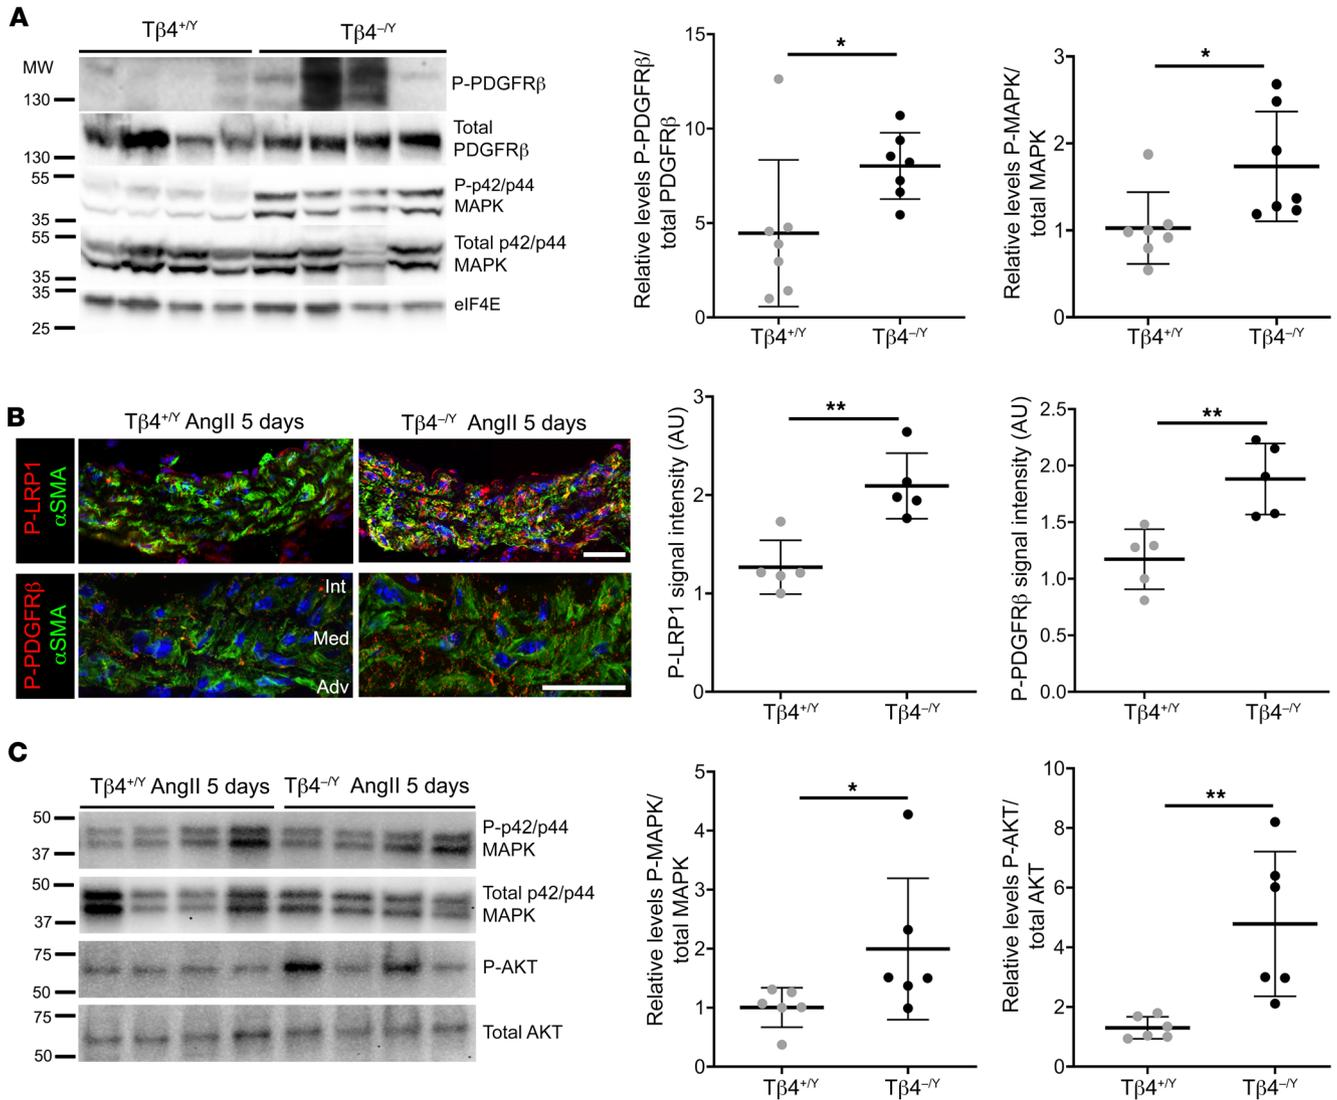 A
Tβ4+/Y
Tβ4–/Y
MW
130
P-PDGFRβ
130
Total
PDGFRβ
55
35
P-p42/p44
MAPK
55
35
Total p42/p44
MAPK
35
25
eIF4E
Relative levels P-PDGFRβ/
total PDGFRβ
15
10
5
0
*
Tβ4+/Y
Tβ4–/Y
Relative levels P-MAPK/
total MAPK
3
2
1
0
*
Tβ4+/Y
Tβ4–/Y
B
Tβ4+/Y AngII 5 days
Tβ4–/Y AngII 5 days
P-LRP1
αSMA
P-PDGFRβ
αSMA
Int
Med
Adv
P-LRP1 signal intensity (AU)
3
2
1
0
**
Tβ4+/Y
Tβ4–/Y
P-PDGFRβ signal intensity (AU)
2.5
2.0
1.5
1.0
0.5
0.0
**
Tβ4+/Y
Tβ4–/Y
C
Tβ4+/Y AngII 5 days
Tβ4–/Y AngII 5 days
50
37
P-p42/p44
MAPK
50
37
Total p42/p44
MAPK
75
50
P-AKT
75
50
Total AKT
Relative levels P-MAPK/
total MAPK
5
4
3
2
1
0
*
Tβ4+/Y
Tβ4–/Y
Relative levels P-AKT/
total AKT
10
8
6
4
2
0
**
Tβ4+/Y
Tβ4–/Y